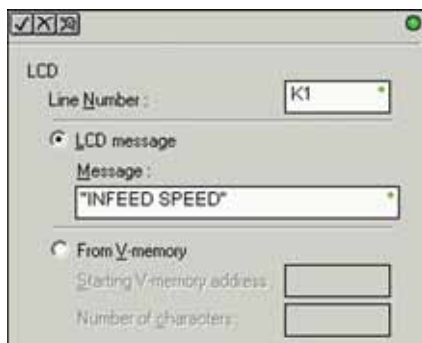 LCD
Line Number : K1
LCD message
Message :
"INFEED SPEED"
From V-memory
Starting V-memory address:
Number of characters: